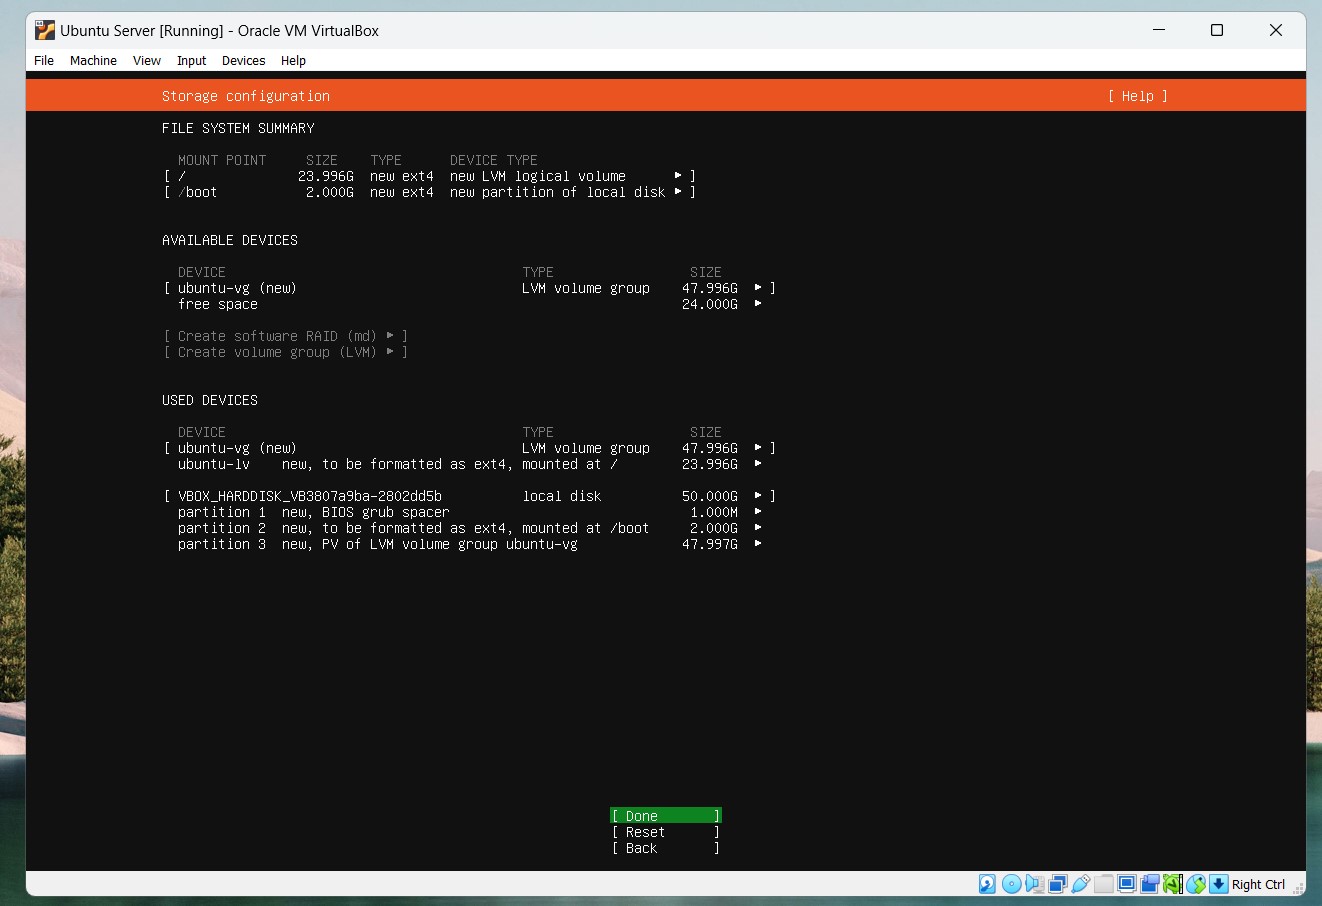 Ubuntu Server [Running] - Oracle VM VirtualBox
File Machine View Input Devices Help
Storage configuration [ Help ]
FILE SYSTEM SUMMARY
MOUNT POINT SIZE TYPE DEVICE TYPE
[ / 23.996G new ext4 new LVM logical volume ▸ ]
[ /boot 2.000G new ext4 new partition of local disk ▸ ]
AVAILABLE DEVICES
DEVICE TYPE SIZE
[ ubuntu-vg (new) LVM volume group 47.996G ▸ ]
free space 24.000G ▸
[ Create software RAID (md) ▸ ]
[ Create volume group (LVM) ▸ ]
USED DEVICES
DEVICE TYPE SIZE
[ ubuntu-vg (new) LVM volume group 47.996G ▸ ]
ubuntu-lv new, to be formatted as ext4, mounted at / 23.996G ▸
[ VBOX_HARDDISK_VB3807a9ba-2802dd5b local disk 50.000G ▸ ]
partition 1 new, BIOS grub spacer 1.000M ▸
partition 2 new, to be formatted as ext4, mounted at /boot 2.000G ▸
partition 3 new, PV of LVM volume group ubuntu-vg 47.997G ▸
[ Done ]
[ Reset ]
[ Back ]
Right Ctrl